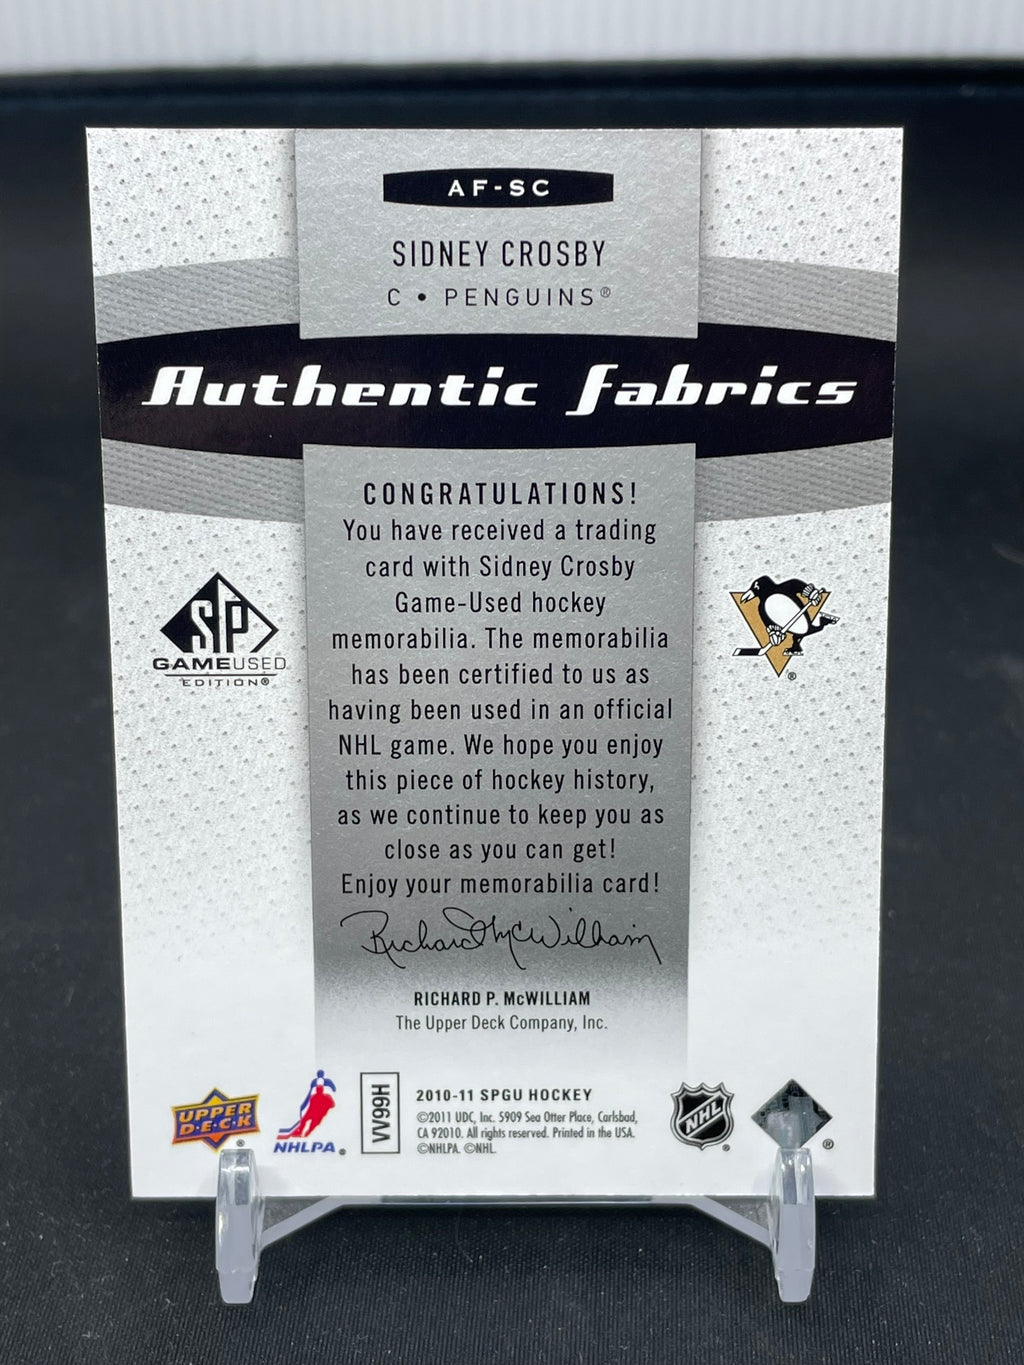 AF-SC
SIDNEY CROSBY
C • PENGUINS®
Authentic Fabrics
CONGRATULATIONS!
You have received a trading
card with Sidney Crosby
Game-Used hockey
memorabilia. The memorabilia
has been certified to us as
having been used in an official
NHL game. We hope you enjoy
this piece of hockey history,
as we continue to keep you as
close as you can get!
Enjoy your memorabilia card!
SP
GAMEUSED
EDITION®
®
Richard McWilliam
RICHARD P. McWILLIAM
The Upper Deck Company, Inc.
UPPER
D·E·C·K
®
NHLPA®
VV99H
2010-11 SPGU HOCKEY
©2011 UDC, Inc. 5909 Sea Otter Place, Carlsbad,
CA 92010. All rights reserved. Printed in the USA.
©NHLPA. ©NHL.
NHL
®
®